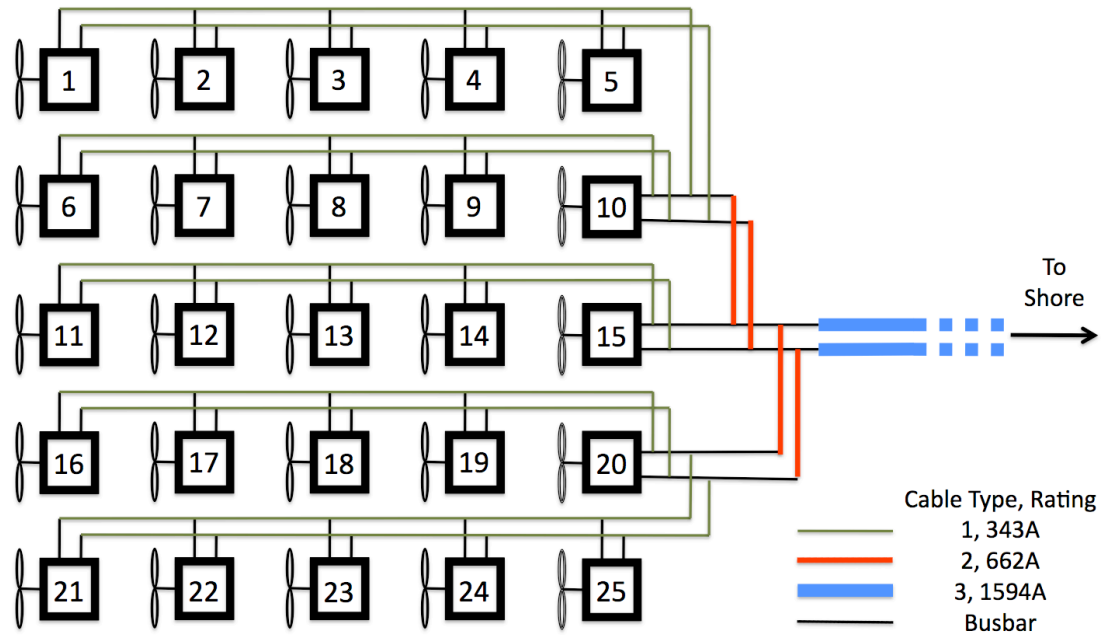 1 2 3 4 5
6 7 8 9 10
11 12 13 14 15
To
Shore
16 17 18 19 20
21 22 23 24 25
Cable Type, Rating
1, 343A
2, 662A
3, 1594A
Busbar